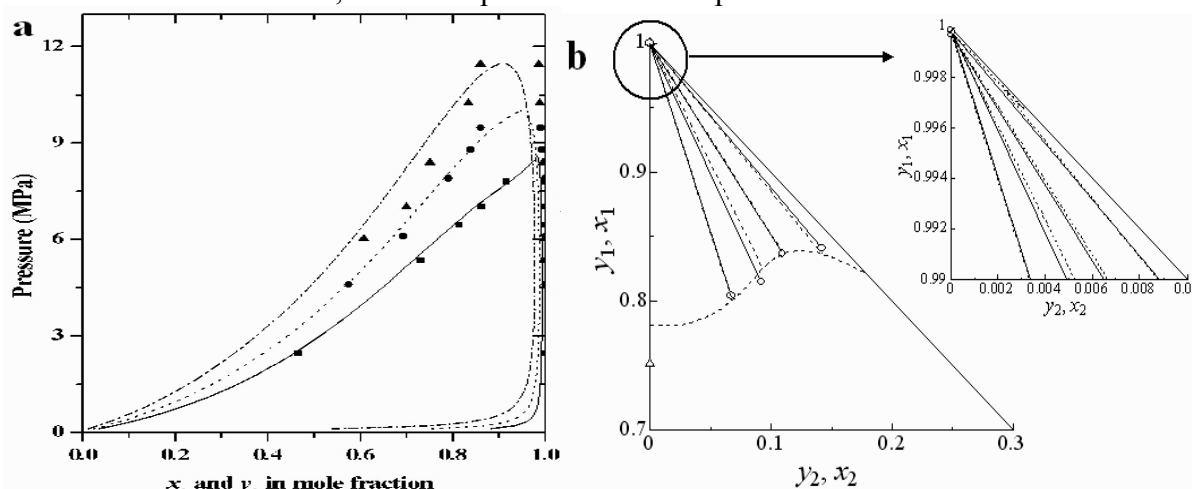 a
12
9
6
3
0
Pressure (MPa)
0.0 0.2 0.4 0.6 0.8 1.0
in mole fraction
b
1
0.9
0.8
0.7
y1, x1
0 0.1 0.2 0.3
y2, x2
1
0.998
0.996
0.994
0.992
0.99
y1, x1
0 0.002 0.004 0.006 0.008
y2, x2